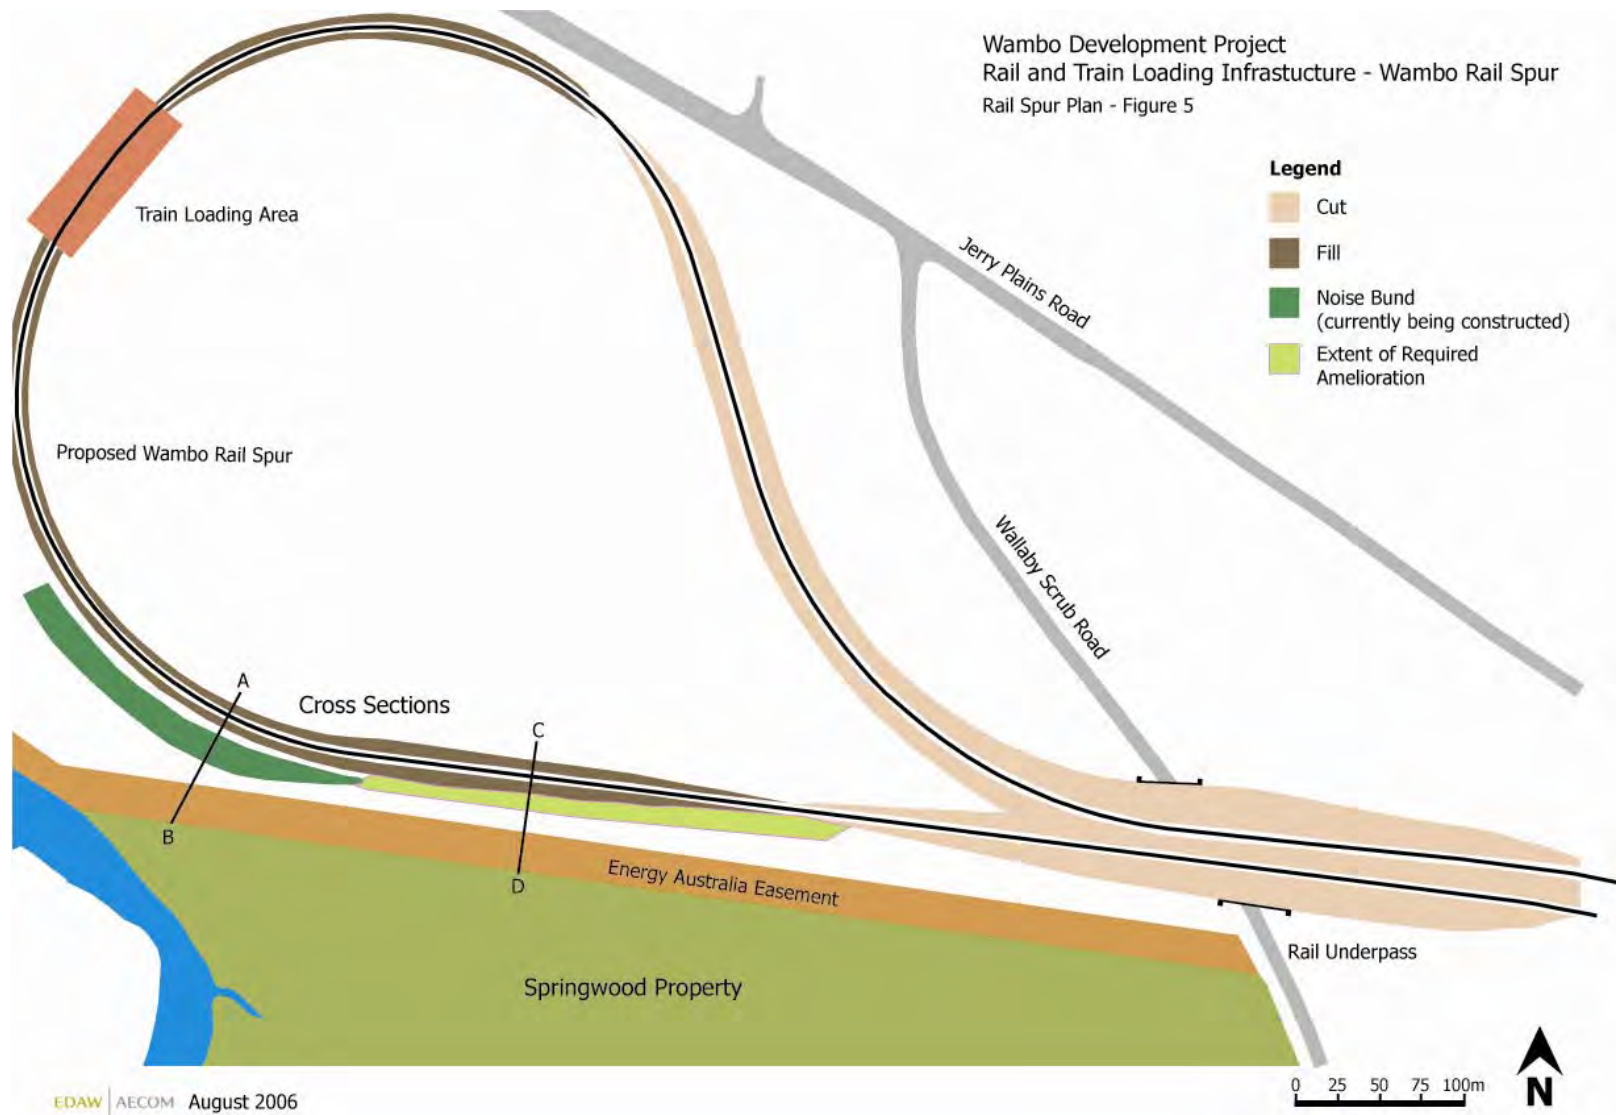 Wambo Development Project
Rail and Train Loading Infrastucture - Wambo Rail Spur
Rail Spur Plan - Figure 5
Legend
Cut
Fill
Noise Bund
(currently being constructed)
Extent of Required
Amelioration
Train Loading Area
Jerry Plains Road
Proposed Wambo Rail Spur
Wallaby Scrub Road
A
Cross Sections
C
B
D
Energy Australia Easement
Rail Underpass
Springwood Property
0 25 50 75 100m
N
EDAW | AECOM August 2006